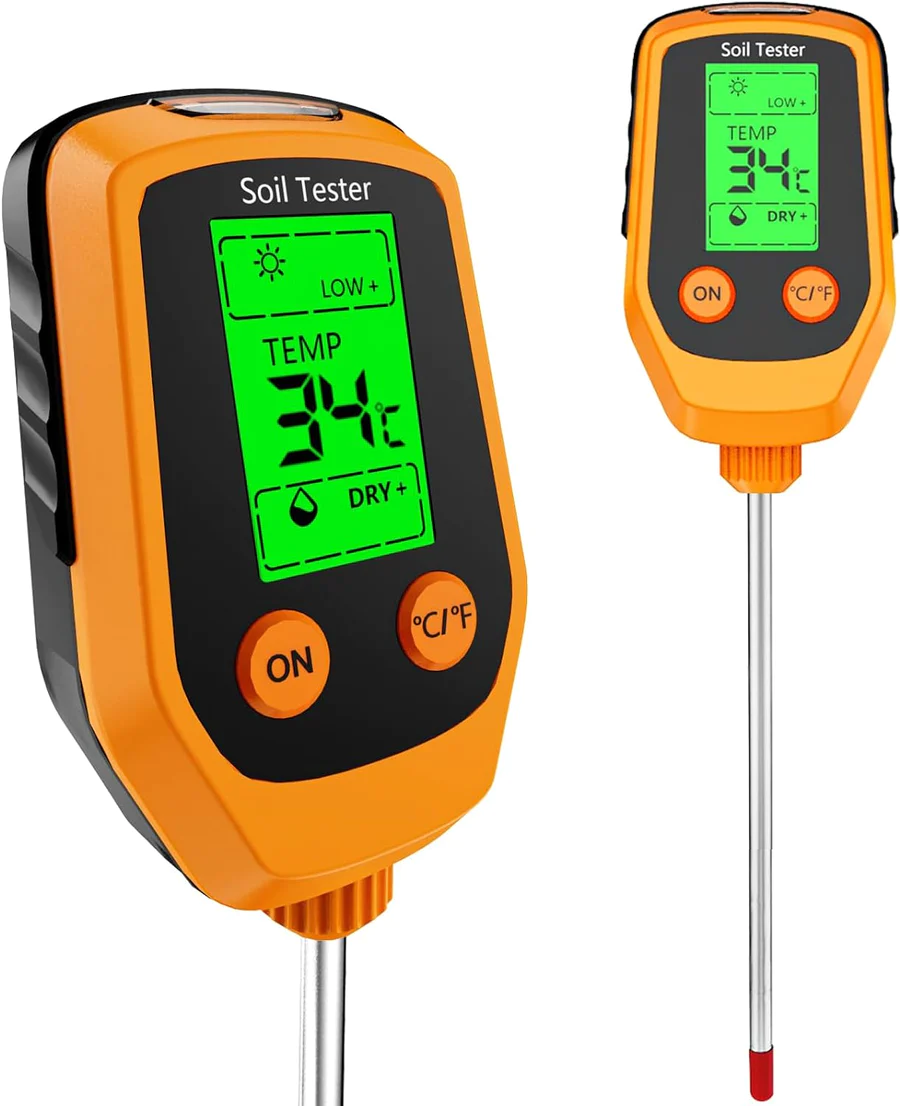 Soil Tester
LOW +
TEMP
34°C
DRY +
ON
°C/°F
Soil Tester
LOW +
TEMP
34°C
DRY +
ON
°C/°F